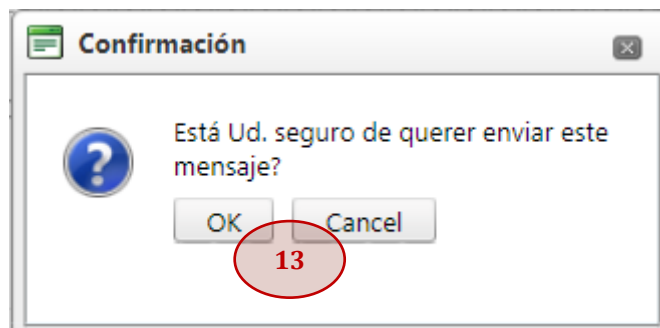 Confirmación
Está Ud. seguro de querer enviar este
mensaje?
OK Cancel
13